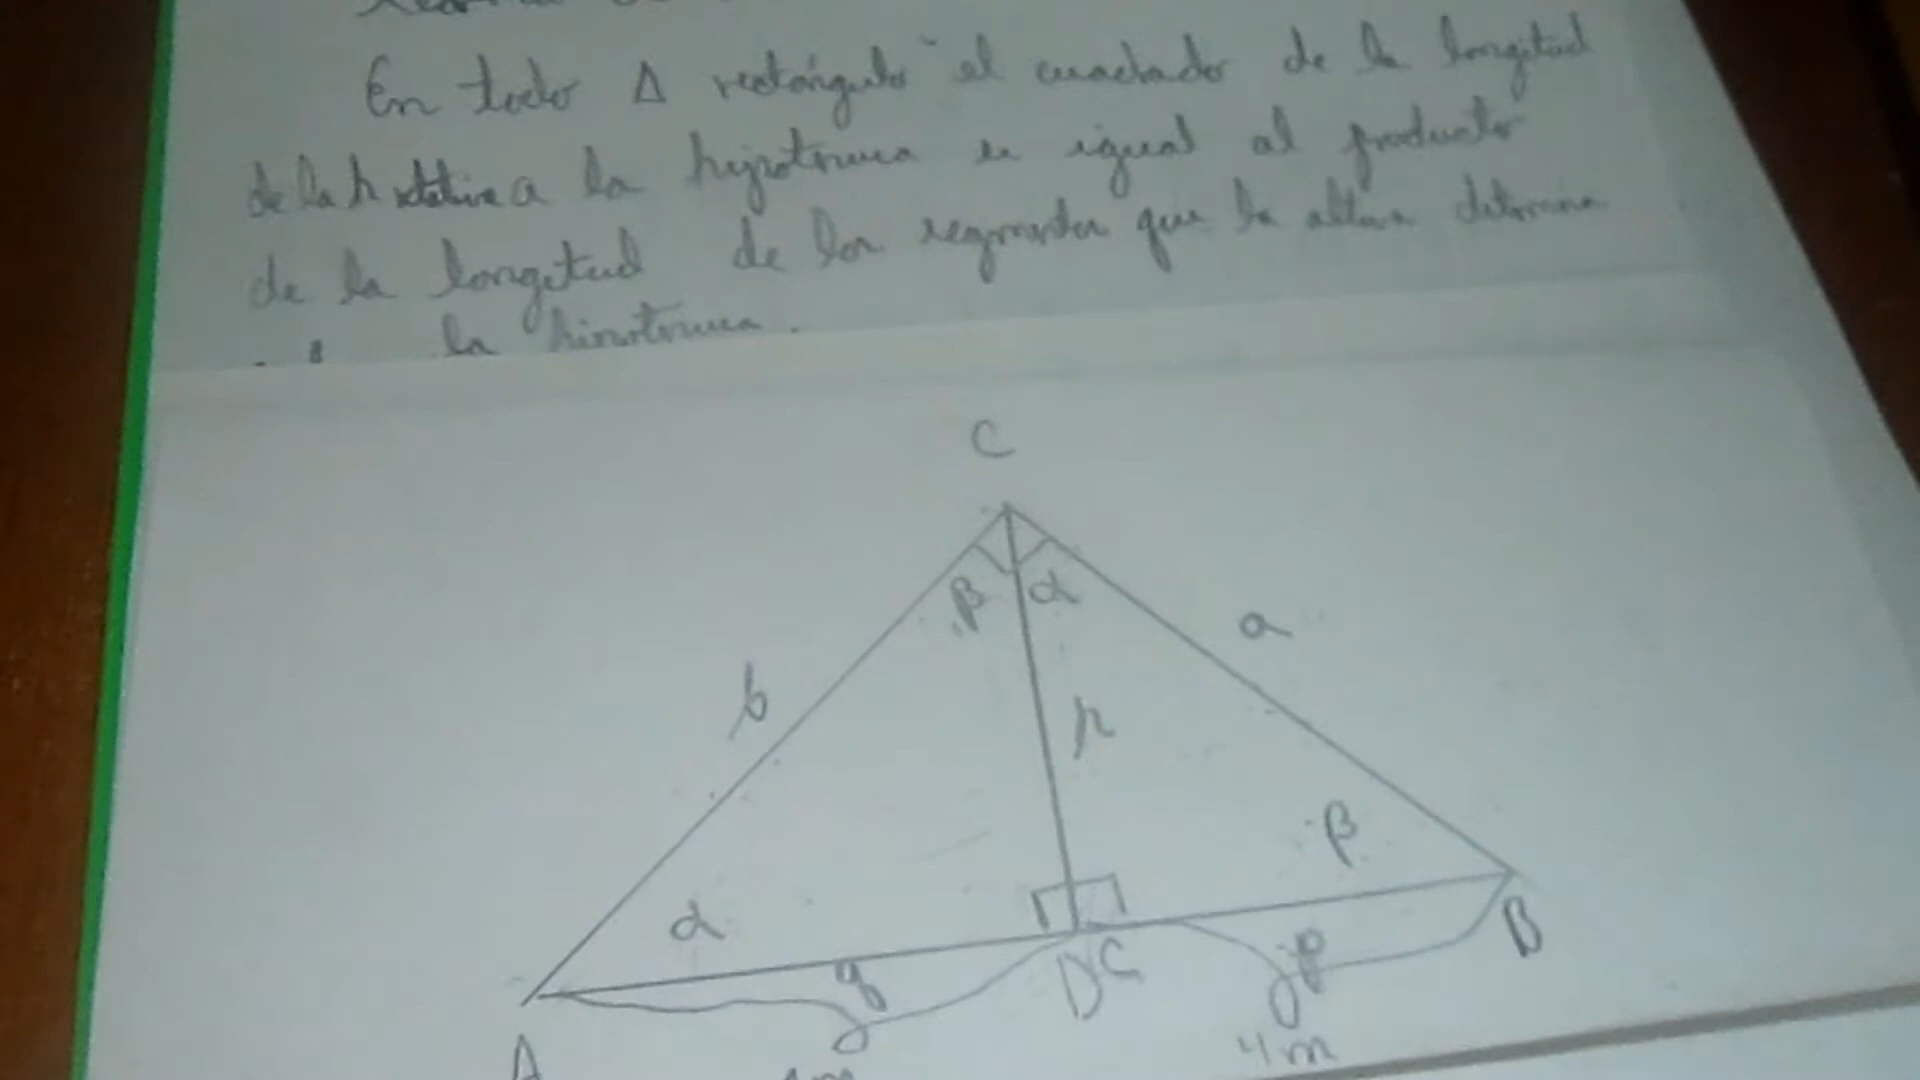 En todo Δ rectángulo el cuadrado de la longitud
de la h relativa a la hipotenusa es igual al producto
de la longitud de los segmentos que la altura determina
la hipotenusa.
C
β α
a
b
h
β
α
q
D C
p
B
A
4m